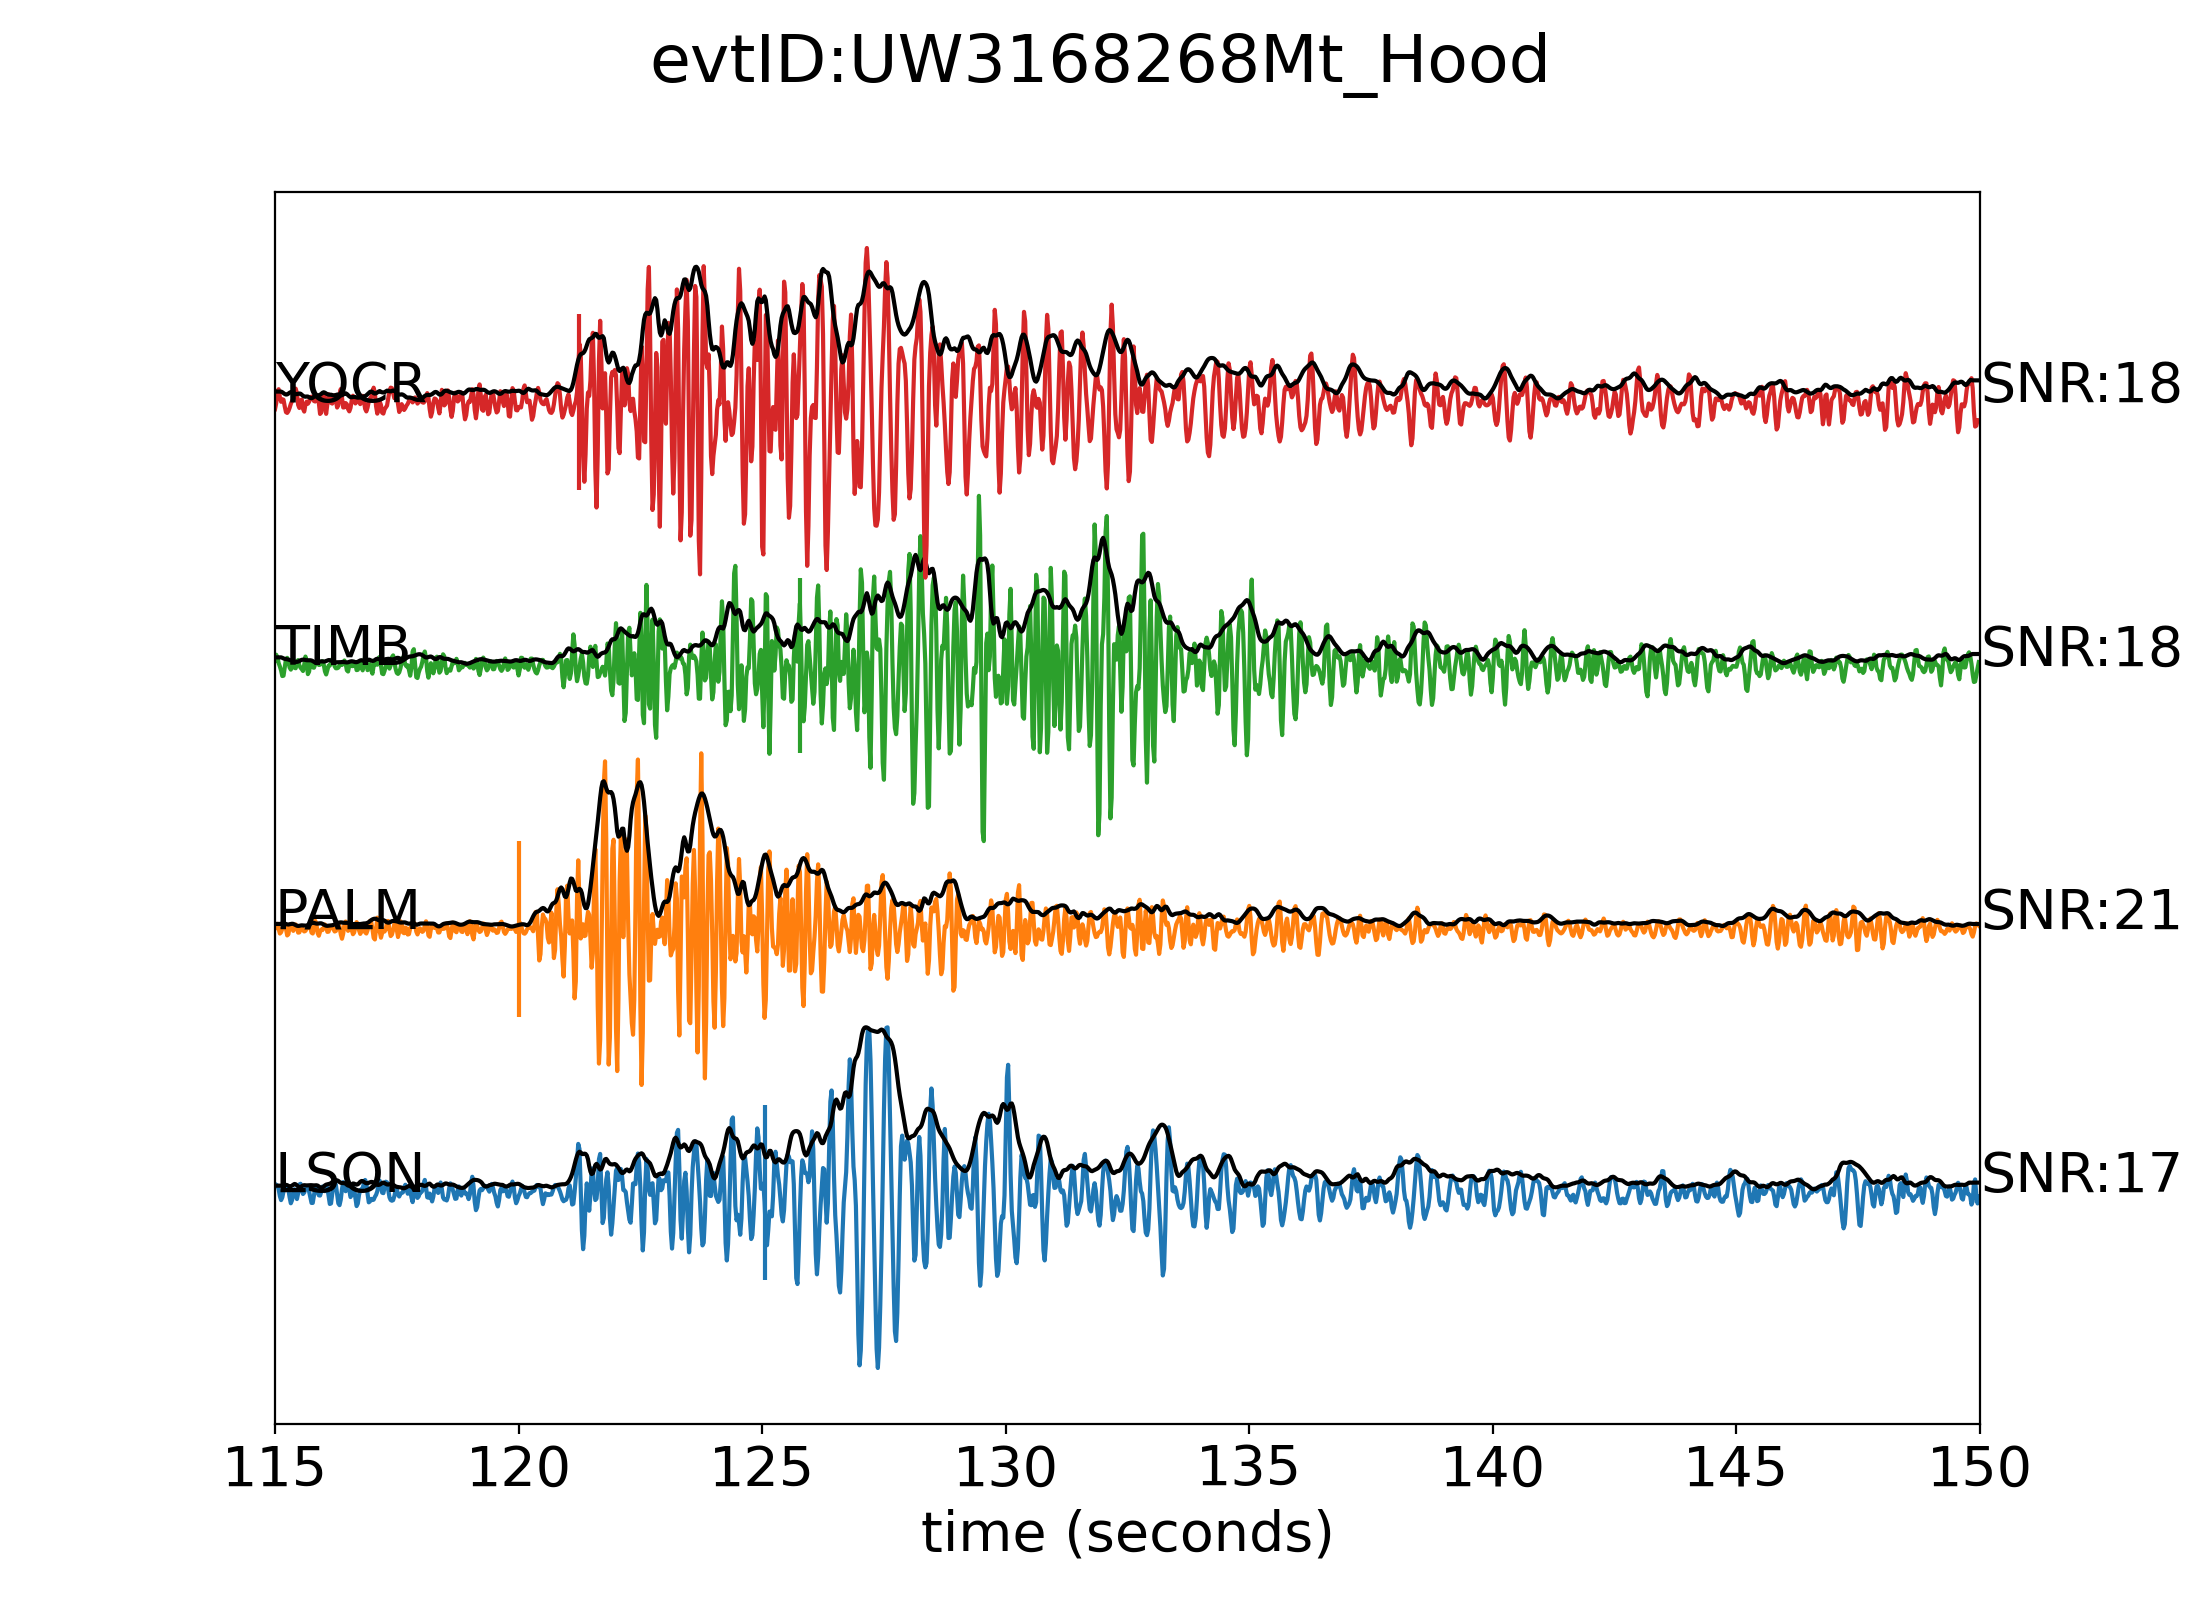 evtID:UW3168268Mt_Hood
YOCR SNR:18
TIMB SNR:18
PALM SNR:21
LSON SNR:17
115 120 125 130 135 140 145 150
time (seconds)